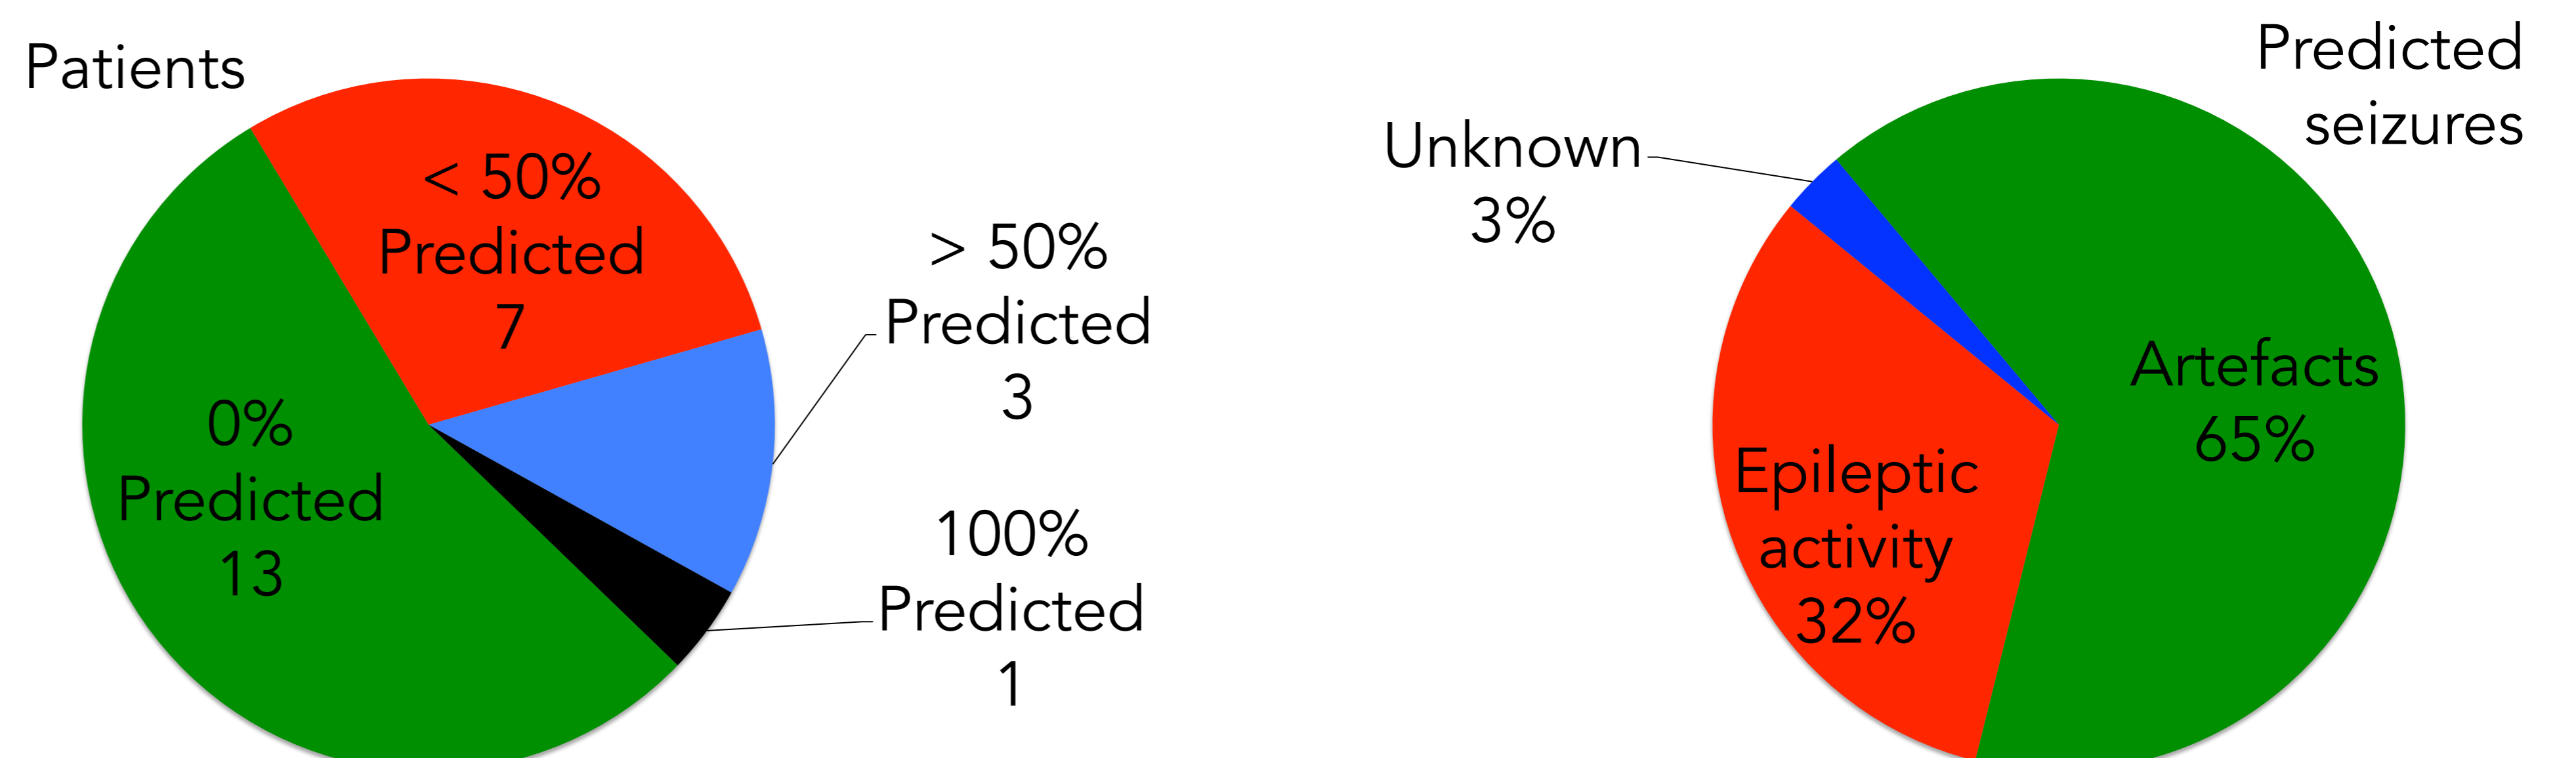 Patients
< 50%
Predicted
7
> 50%
Predicted
3
0%
Predicted
13
100%
Predicted
1
Predicted
seizures
Unknown
3%
Artefacts
65%
Epileptic
activity
32%